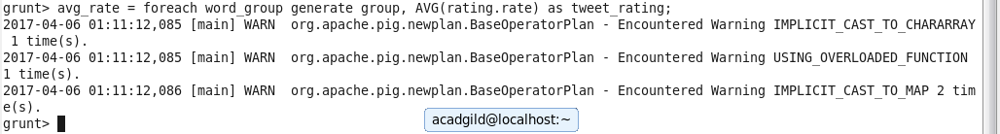 grunt> avg_rate = foreach word_group generate group, AVG(rating.rate) as tweet_rating;
2017-04-06 01:11:12,085 [main] WARN  org.apache.pig.newplan.BaseOperatorPlan - Encountered Warning IMPLICIT_CAST_TO_CHARARRAY
 1 time(s).
2017-04-06 01:11:12,085 [main] WARN  org.apache.pig.newplan.BaseOperatorPlan - Encountered Warning USING_OVERLOADED_FUNCTION
1 time(s).
2017-04-06 01:11:12,086 [main] WARN  org.apache.pig.newplan.BaseOperatorPlan - Encountered Warning IMPLICIT_CAST_TO_MAP 2 tim
e(s).
grunt>
acadgild@localhost:~